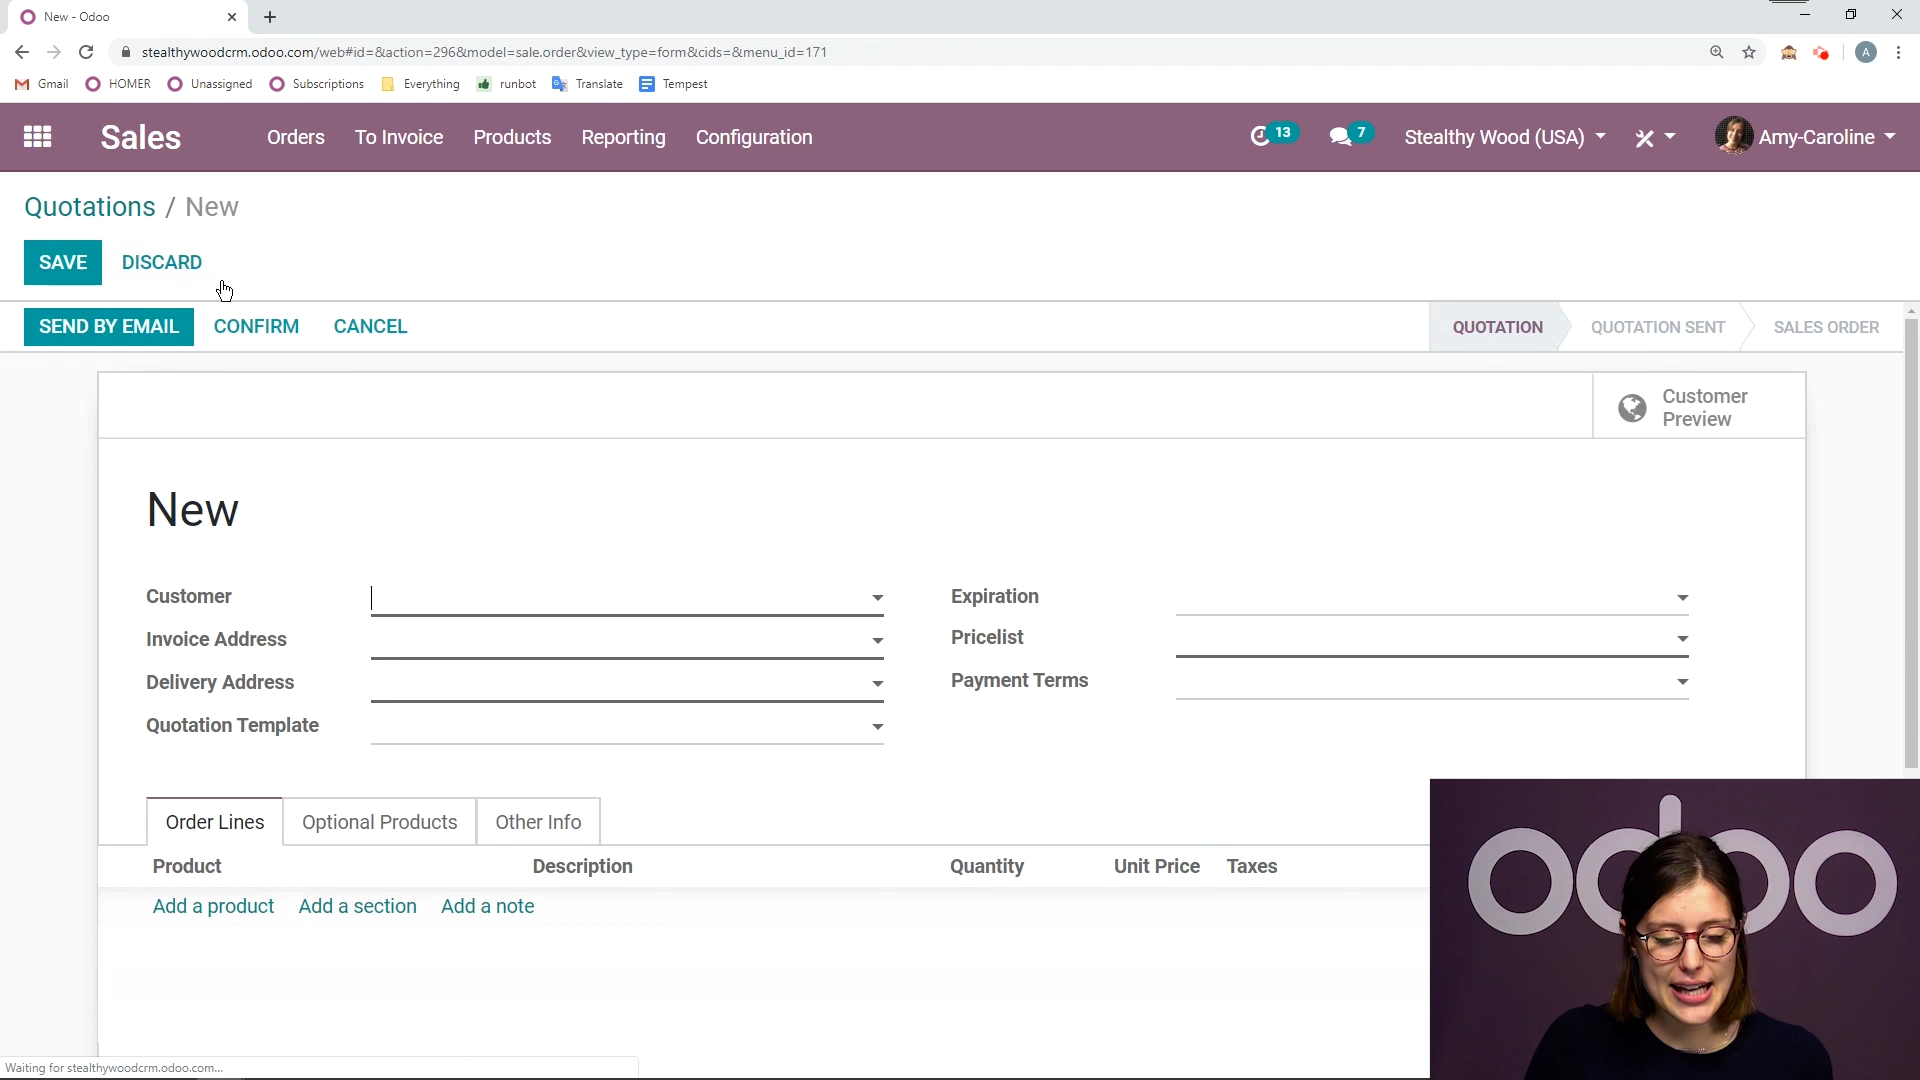 New - Odoo
stealthywoodcrm.odoo.com/web#id=&action=296&model=sale.order&view_type=form&cids=&menu_id=171
A
Gmail HOMER Unassigned Subscriptions Everything runbot Translate Tempest
Sales Orders To Invoice Products Reporting Configuration 13 7 Stealthy Wood (USA) Amy-Caroline
Quotations / New
SAVE DISCARD
SEND BY EMAIL CONFIRM CANCEL QUOTATION QUOTATION SENT SALES ORDER
Customer
Preview
New
Customer Expiration
Invoice Address Pricelist
Delivery Address Payment Terms
Quotation Template
Order Lines Optional Products Other Info
Product Description Quantity Unit Price Taxes
Add a product Add a section Add a note
odoo
Waiting for stealthywoodcrm.odoo.com...